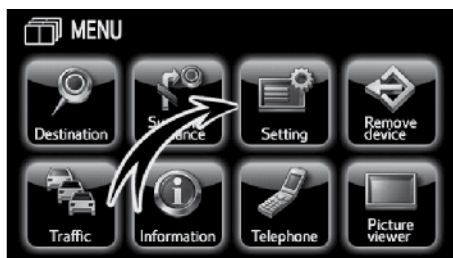 MENU
Destination
Setting
Remove
device
Traffic
Information
Telephone
Picture
viewer